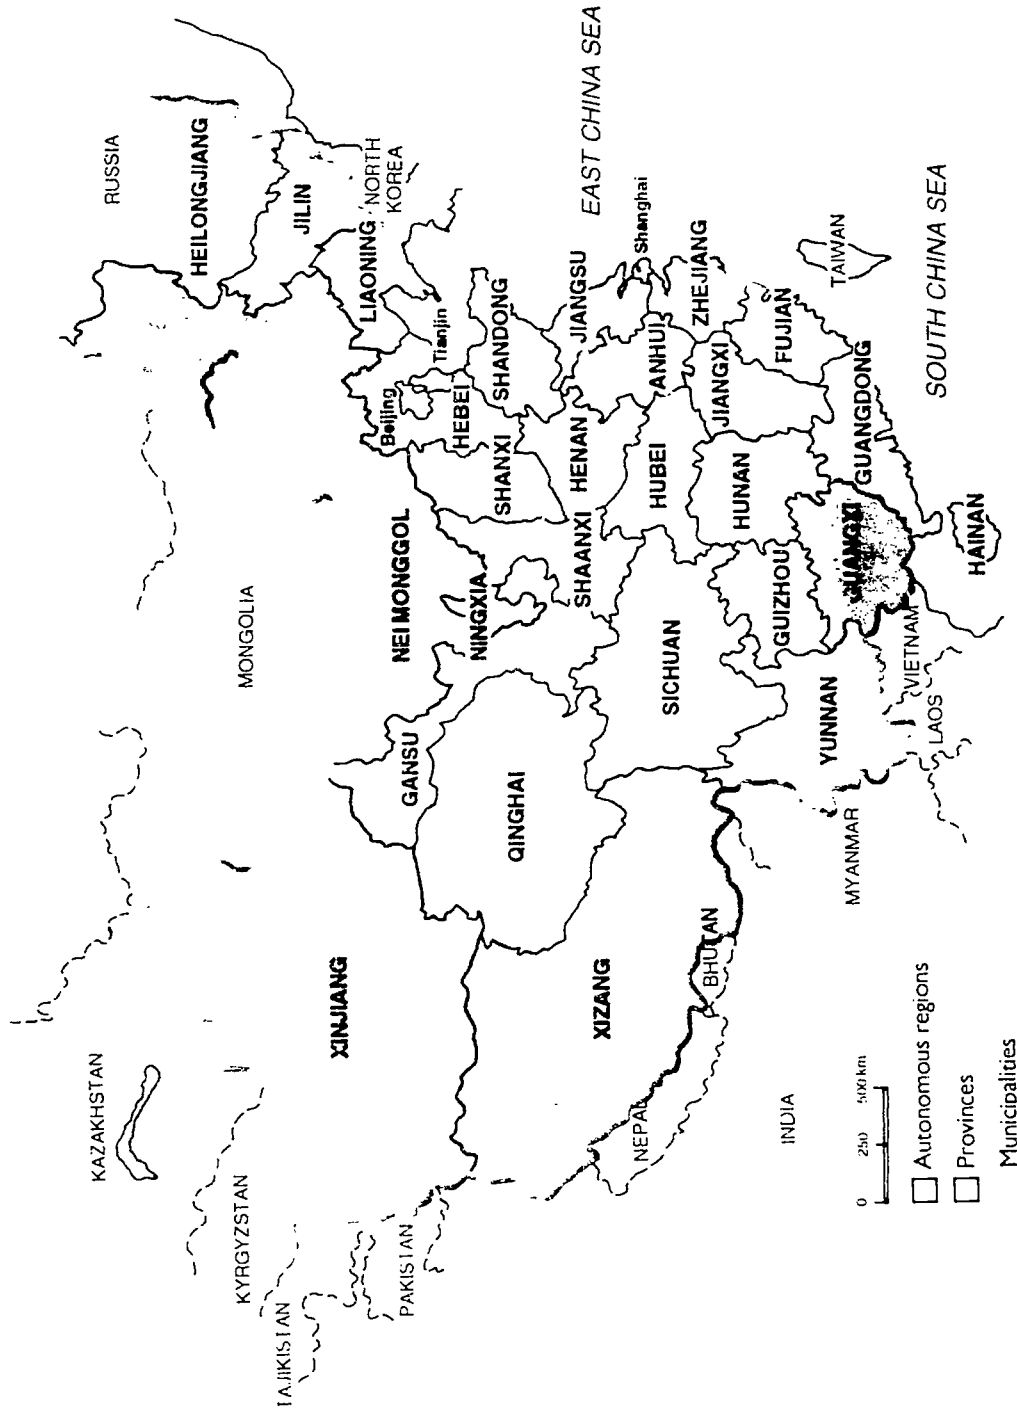 RUSSIA
HEILONGJIANG
JILIN
NORTH
KOREA
LIAONING
KAZAKHSTAN
MONGOLIA
KYRGYZSTAN
TAJIKISTAN
PAKISTAN
XINJIANG
NEI MONGGOL
GANSU
NINGXIA
Beijing
Tianjin
HEBEI
SHANXI
SHANDONG
QINGHAI
SHAANXI
HENAN
JIANGSU
EAST CHINA SEA
Shanghai
XIZANG
SICHUAN
HUBEI
ANHUI
ZHEJIANG
NEPAL
BHUTAN
INDIA
HUNAN
JIANGXI
FUJIAN
TAIWAN
GUIZHOU
YUNNAN
GUANGXI
GUANGDONG
MYANMAR
LAOS
VIETNAM
HAINAN
SOUTH CHINA SEA
0 250 500 km
Autonomous regions
Provinces
Municipalities